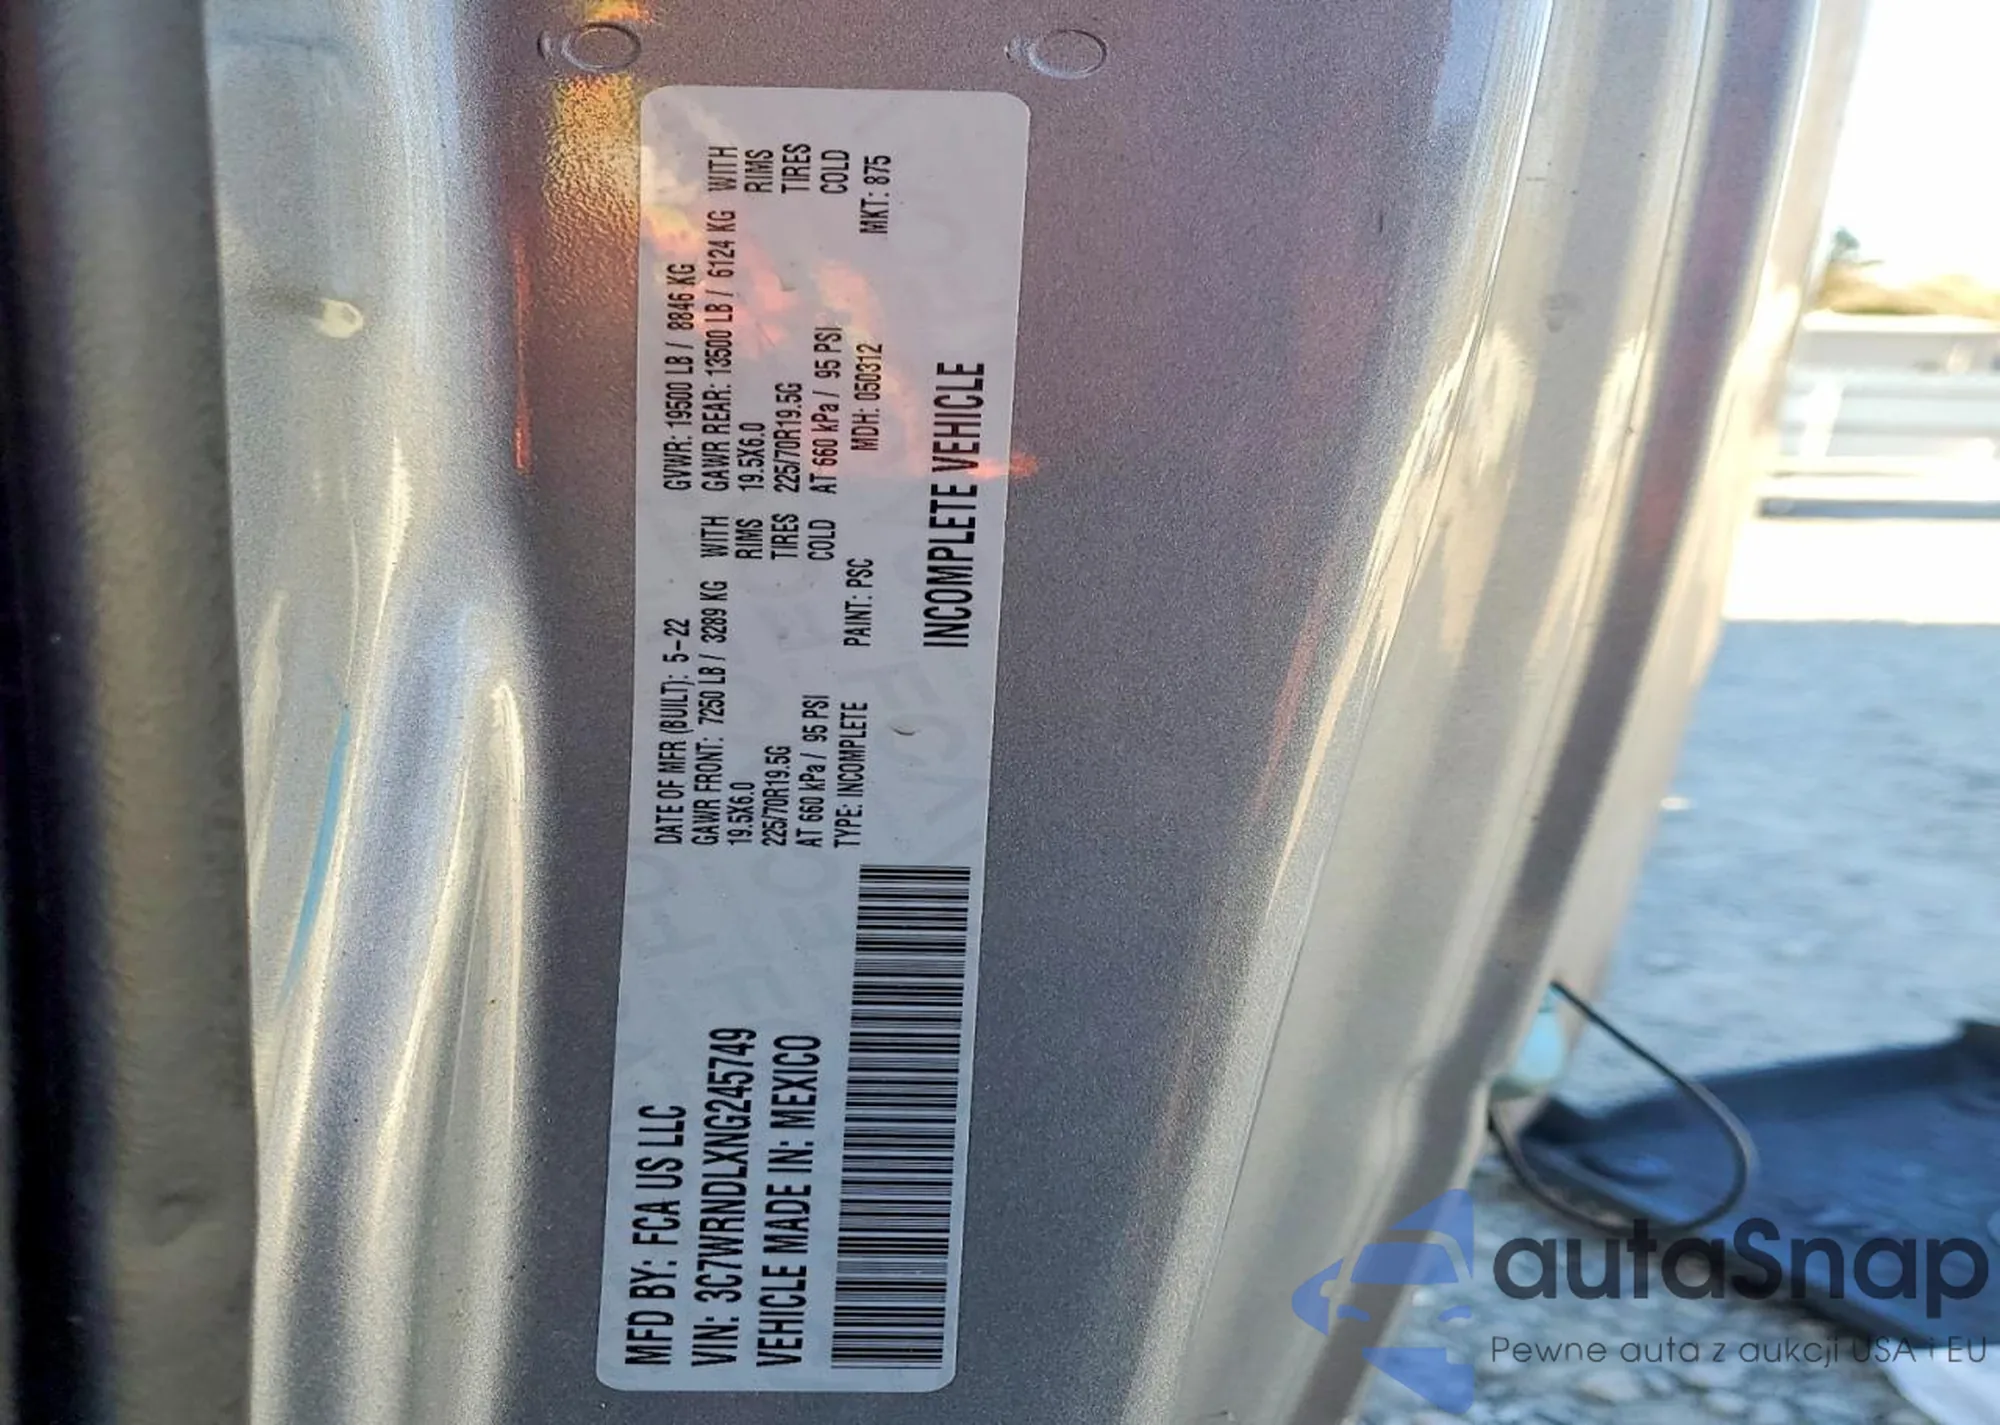 MFD BY: FCA US LLC
VIN: 3C7WRNDLXNG245749
VEHICLE MADE IN: MEXICO
DATE OF MFR (BUILT): 5-22 GVWR: 19500 LB / 8846 KG
GAWR FRONT: 7250 LB / 3289 KG WITH GAWR REAR: 13500 LB / 6124 KG WITH
19.5X6.0 RIMS 19.5X6.0 RIMS
225/70R19.5G TIRES 225/70R19.5G TIRES
AT 660 kPa / 95 PSI COLD AT 660 kPa / 95 PSI COLD
TYPE: INCOMPLETE PAINT: PSC MDH: 050312 MKT: 875
INCOMPLETE VEHICLE
autaSnap
Pewne auta z aukcji USA i EU